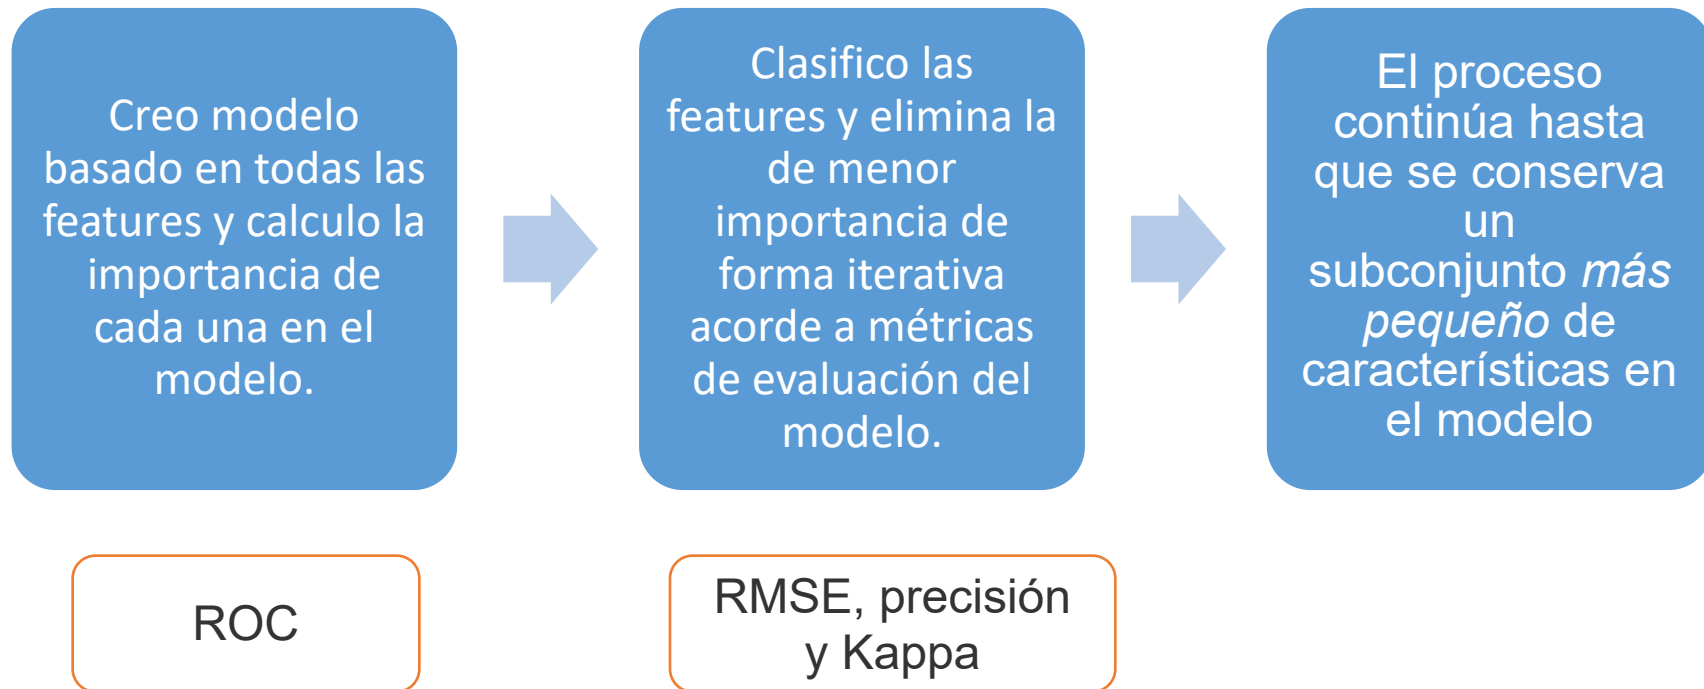 Creo modelo
basado en todas las
features y calculo la
importancia de
cada una en el
modelo.
Clasifico las
features y elimina la
de menor
importancia de
forma iterativa
acorde a métricas
de evaluación del
modelo.
El proceso
continúa hasta
que se conserva
un
subconjunto más
pequeño de
características en
el modelo
ROC
RMSE, precisión
y Kappa